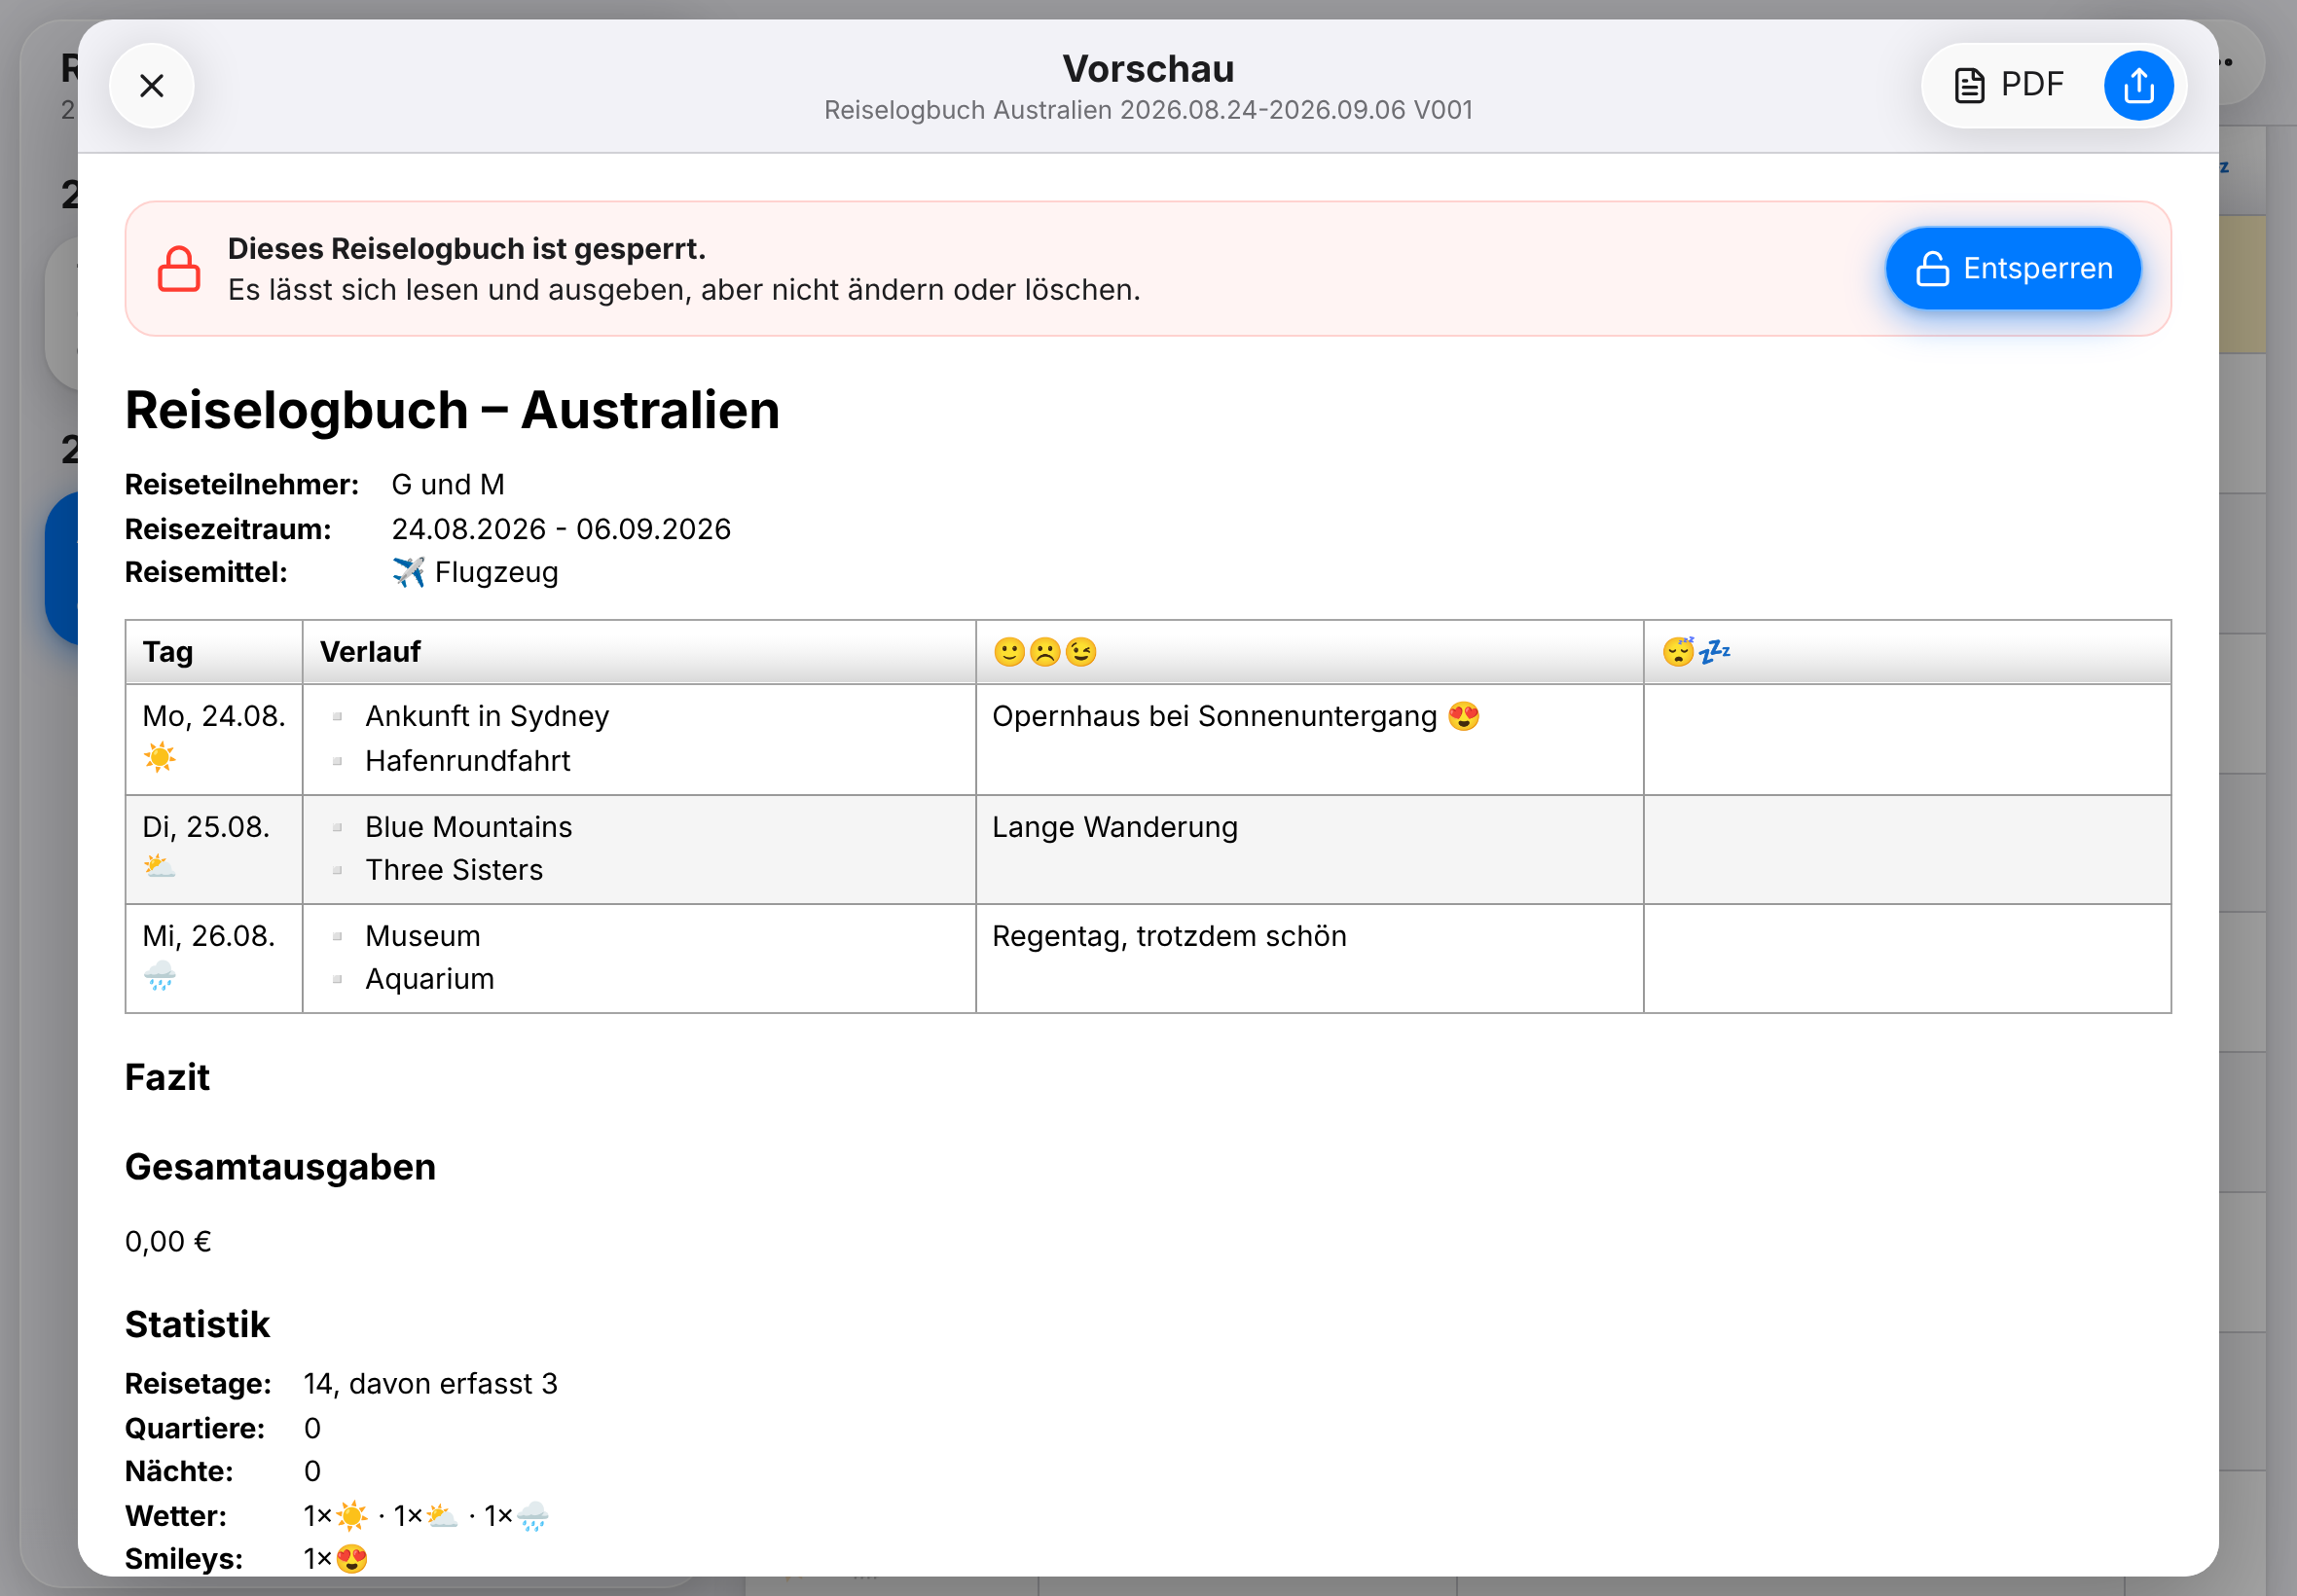 Vorschau
Reiselogbuch Australien 2026.08.24-2026.09.06 V001
PDF
Dieses Reiselogbuch ist gesperrt.
Es lässt sich lesen und ausgeben, aber nicht ändern oder löschen.
Entsperren
Reiselogbuch – Australien
Reiseteilnehmer: G und M
Reisezeitraum: 24.08.2026 - 06.09.2026
Reisemittel: ✈️ Flugzeug
Tag Verlauf 🙂☹️😉 😴💤
Mo, 24.08. ▫️ Ankunft in Sydney Opernhaus bei Sonnenuntergang 😍
☀️ ▫️ Hafenrundfahrt
Di, 25.08. ▫️ Blue Mountains Lange Wanderung
⛅ ▫️ Three Sisters
Mi, 26.08. ▫️ Museum Regentag, trotzdem schön
🌧️ ▫️ Aquarium
Fazit
Gesamtausgaben
0,00 €
Statistik
Reisetage: 14, davon erfasst 3
Quartiere: 0
Nächte: 0
Wetter: 1×☀️ · 1×⛅ · 1×🌧️
Smileys: 1×😍